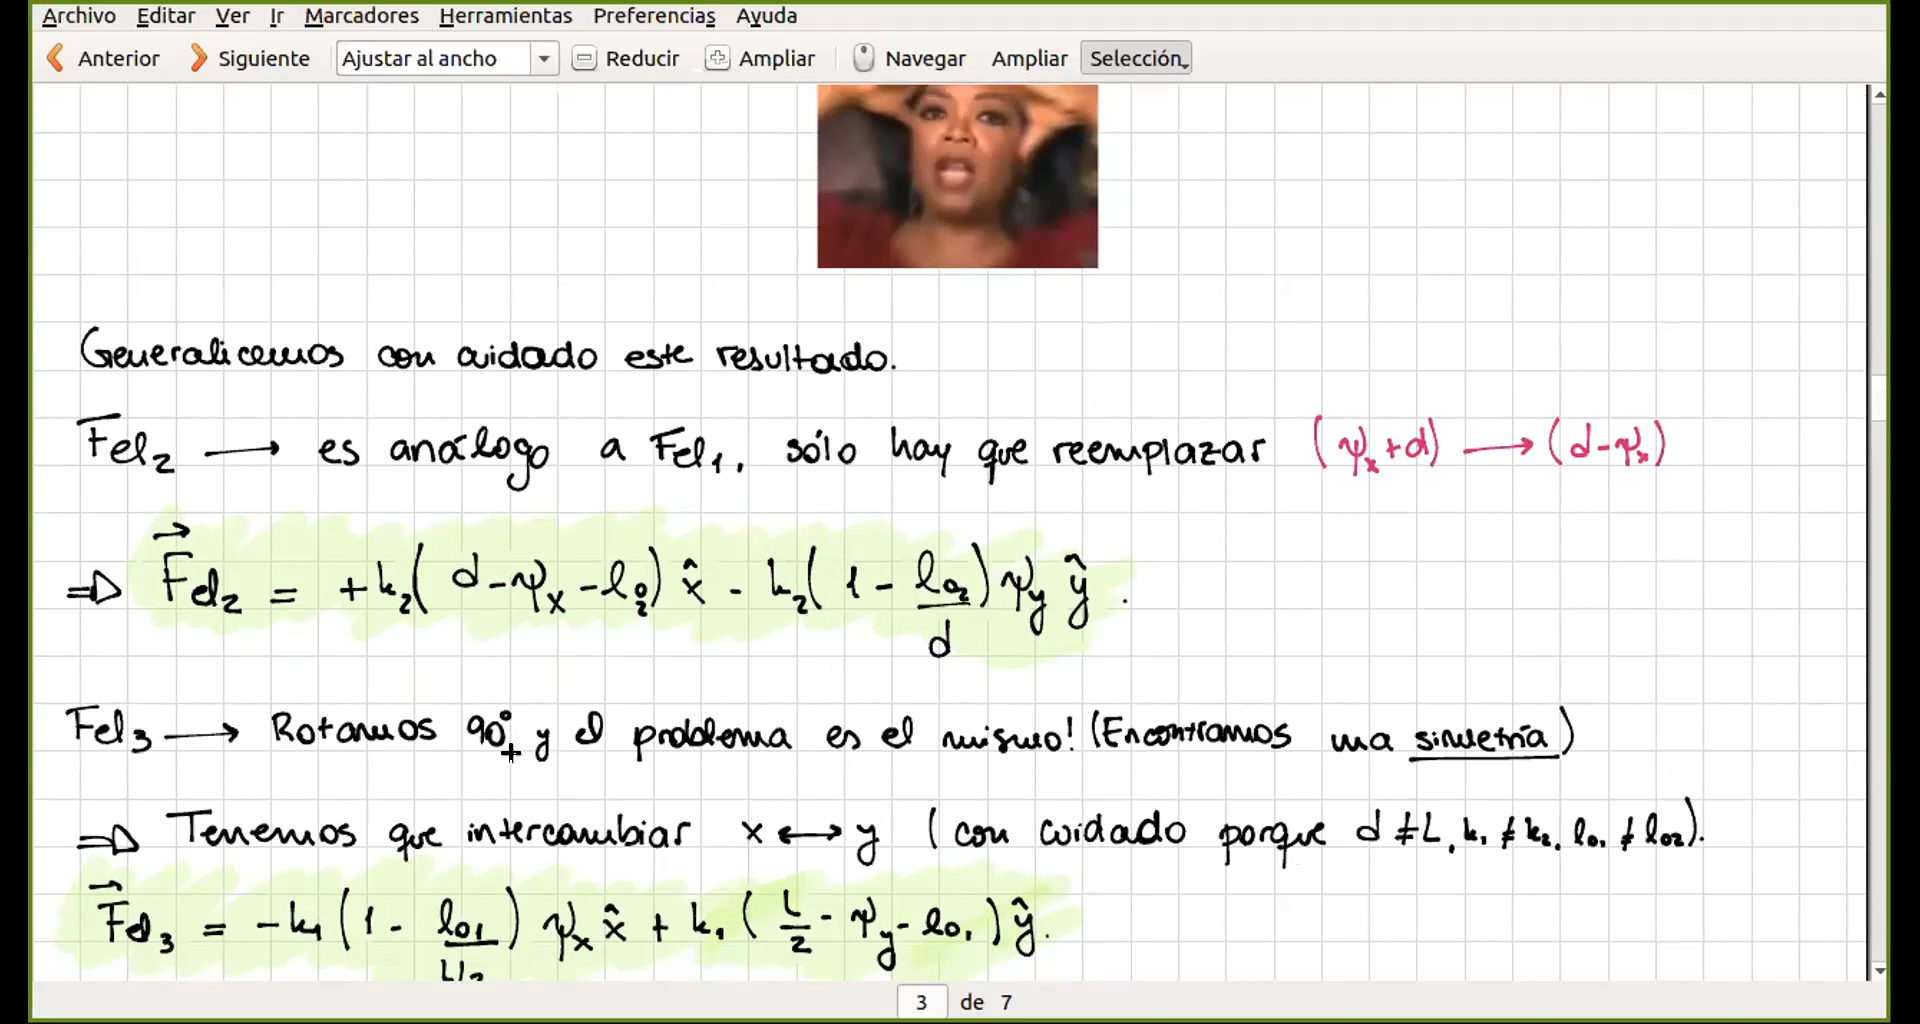 Archivo Editar Ver Ir Marcadores Herramientas Preferencias Ayuda
Anterior Siguiente Ajustar al ancho Reducir Ampliar Navegar Ampliar Selección
Generalicemos con cuidado este resultado.
Fel₂ → es análogo a Fel₁, sólo hay que reemplazar (ψₓ+d) → (d-ψₓ)
⇒ F⃗el₂ = +k₂(d-ψₓ-l₀₂) x̂ - k₂(1 - l₀₂/d) ψy ŷ.
Fel₃ → Rotamos 90° y el problema es el mismo! (Encontramos una simetría)
⇒ Tenemos que intercambiar x ↔ y (con cuidado porque d ≠ L, k₁ ≠ k₂, l₀₁ ≠ l₀₂).
F⃗el₃ = -k₁(1 - l₀₁/L/2) ψₓ x̂ + k₁(L/2 - ψy - l₀₁) ŷ.
3 de 7